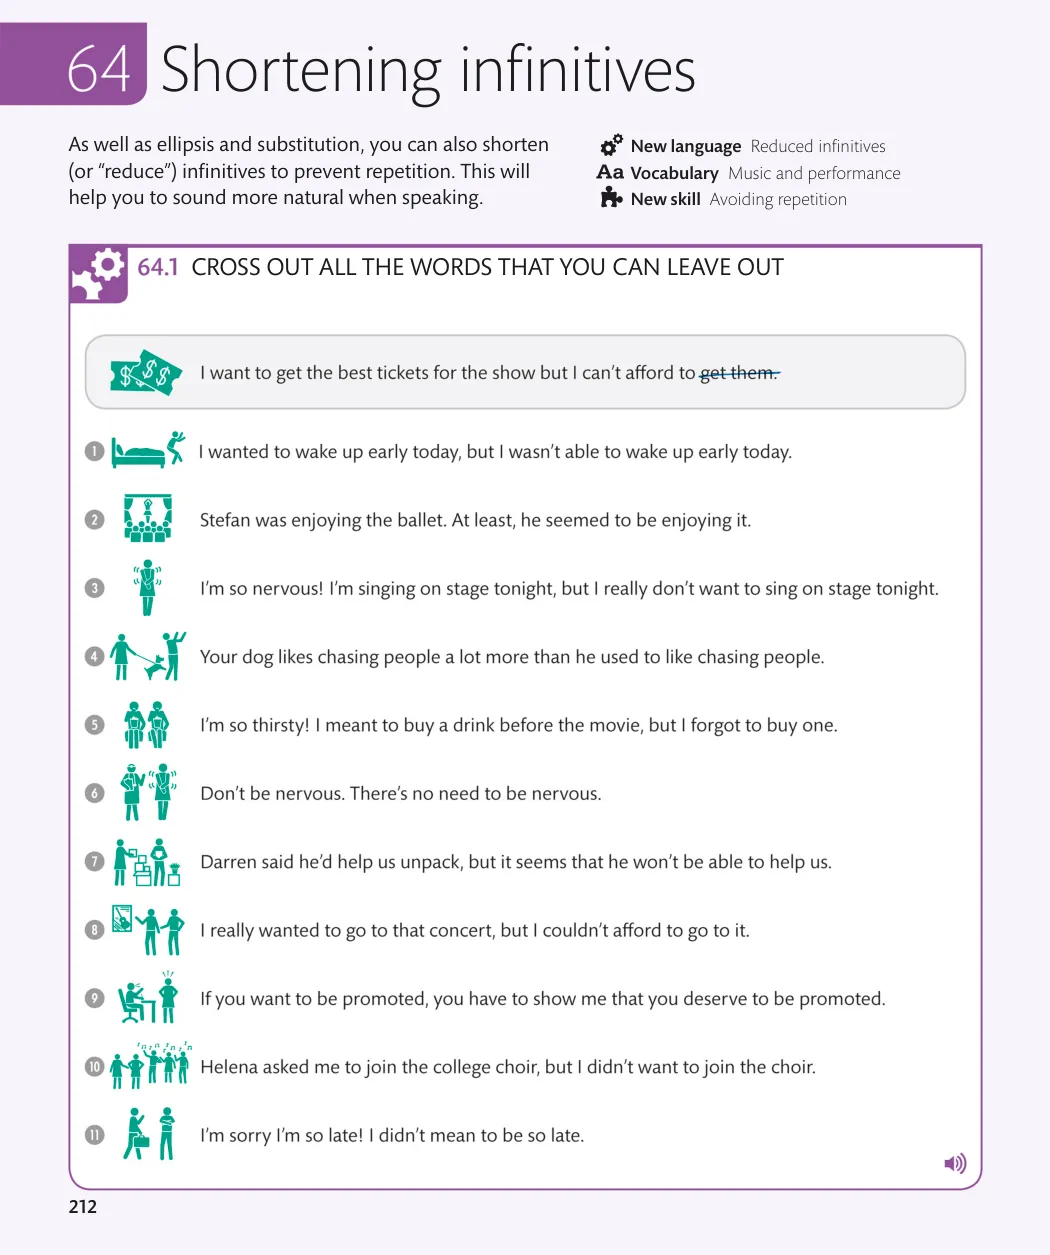 64 Shortening infinitives
As well as ellipsis and substitution, you can also shorten
(or “reduce”) infinitives to prevent repetition. This will
help you to sound more natural when speaking.
New language Reduced infinitives
Aa Vocabulary Music and performance
New skill Avoiding repetition
64.1 CROSS OUT ALL THE WORDS THAT YOU CAN LEAVE OUT
I want to get the best tickets for the show but I can’t afford to get them.
1 I wanted to wake up early today, but I wasn’t able to wake up early today.
2 Stefan was enjoying the ballet. At least, he seemed to be enjoying it.
3 I’m so nervous! I’m singing on stage tonight, but I really don’t want to sing on stage tonight.
4 Your dog likes chasing people a lot more than he used to like chasing people.
5 I’m so thirsty! I meant to buy a drink before the movie, but I forgot to buy one.
6 Don’t be nervous. There’s no need to be nervous.
7 Darren said he’d help us unpack, but it seems that he won’t be able to help us.
8 I really wanted to go to that concert, but I couldn’t afford to go to it.
9 If you want to be promoted, you have to show me that you deserve to be promoted.
10 Helena asked me to join the college choir, but I didn’t want to join the choir.
11 I’m sorry I’m so late! I didn’t mean to be so late.
212